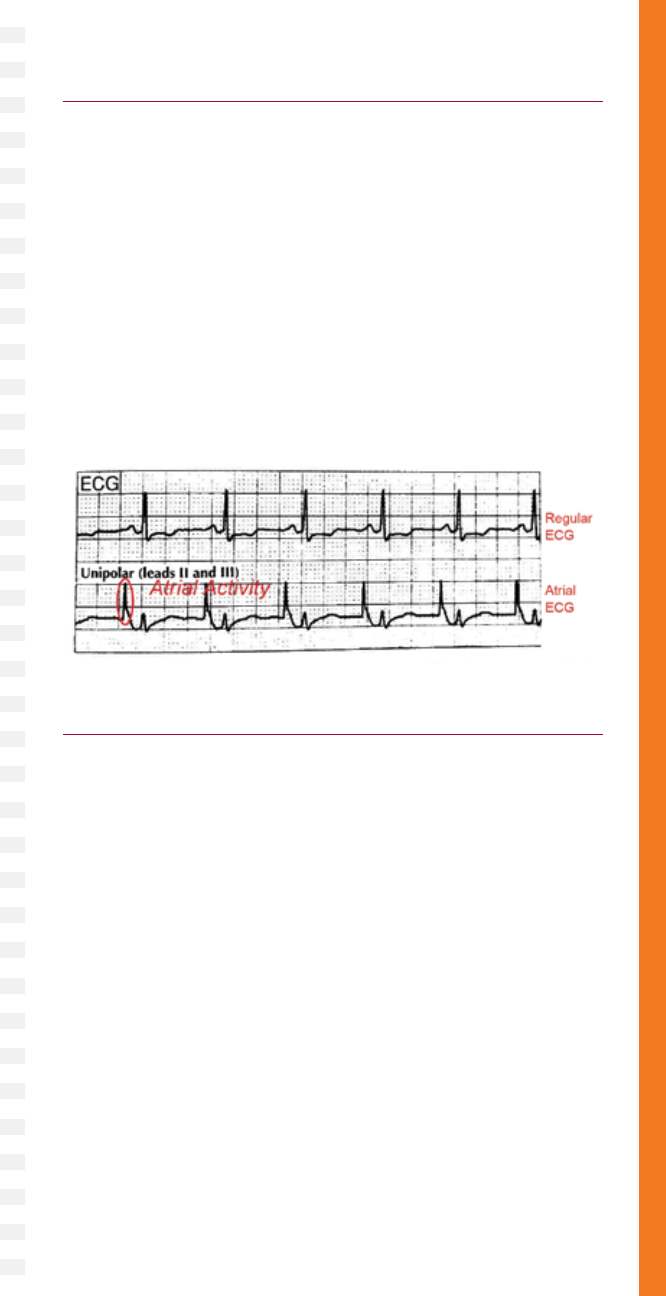 ECG
Regular
ECG
Unipolar (leads II and III)
Atrial Activity
Atrial
ECG